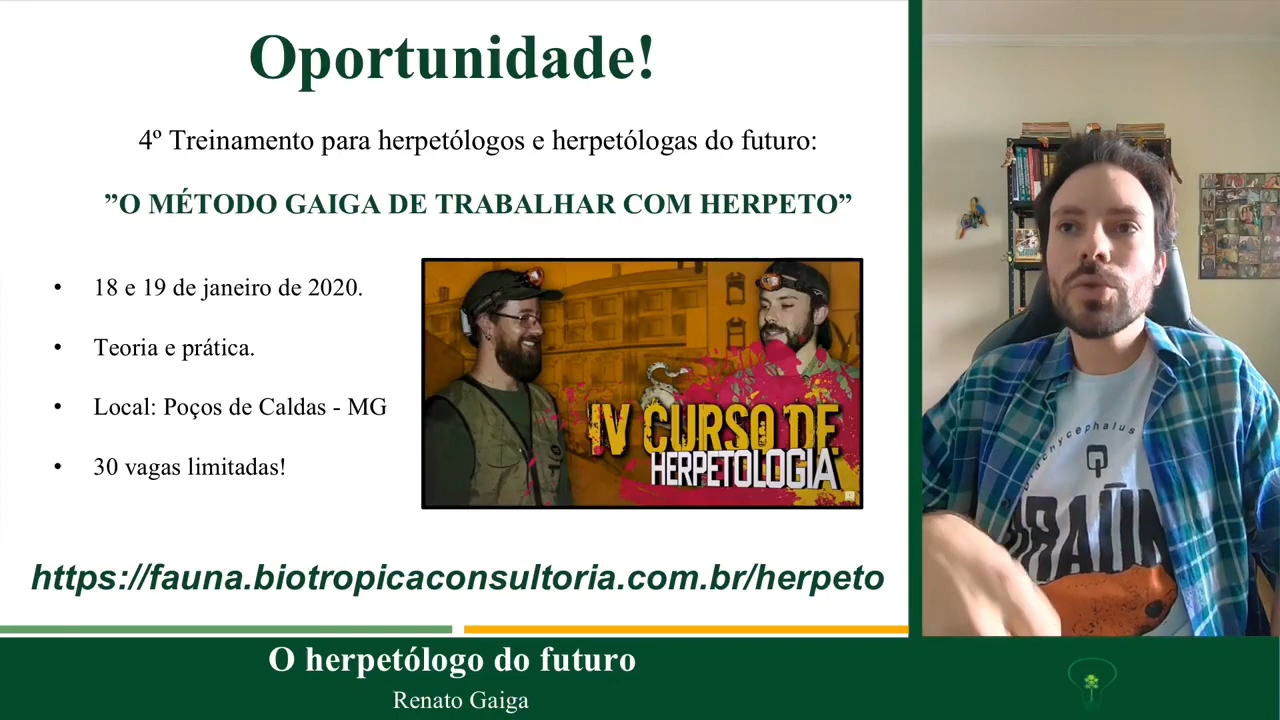 Oportunidade!
4º Treinamento para herpetólogos e herpetólogas do futuro:
”O MÉTODO GAIGA DE TRABALHAR COM HERPETO”
• 18 e 19 de janeiro de 2020.
• Teoria e prática.
• Local: Poços de Caldas - MG
• 30 vagas limitadas!
IV CURSO DE
HERPETOLOGIA
https://fauna.biotropicaconsultoria.com.br/herpeto
O herpetólogo do futuro
Renato Gaiga